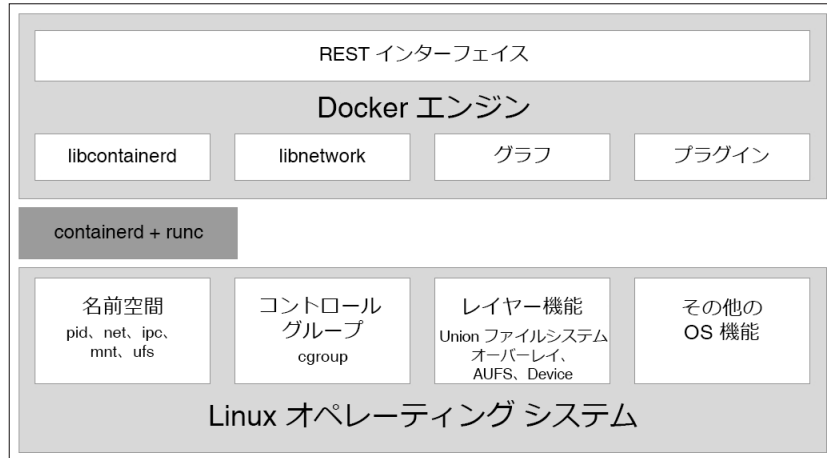 REST インターフェイス
Docker エンジン
libcontainerd
libnetwork
グラフ
プラグイン
containerd + runc
名前空間
pid、net、ipc、
mnt、ufs
コントロール
グループ
cgroup
レイヤー機能
Union ファイルシステム
オーバーレイ、
AUFS、Device
その他の
OS 機能
Linux オペレーティング システム